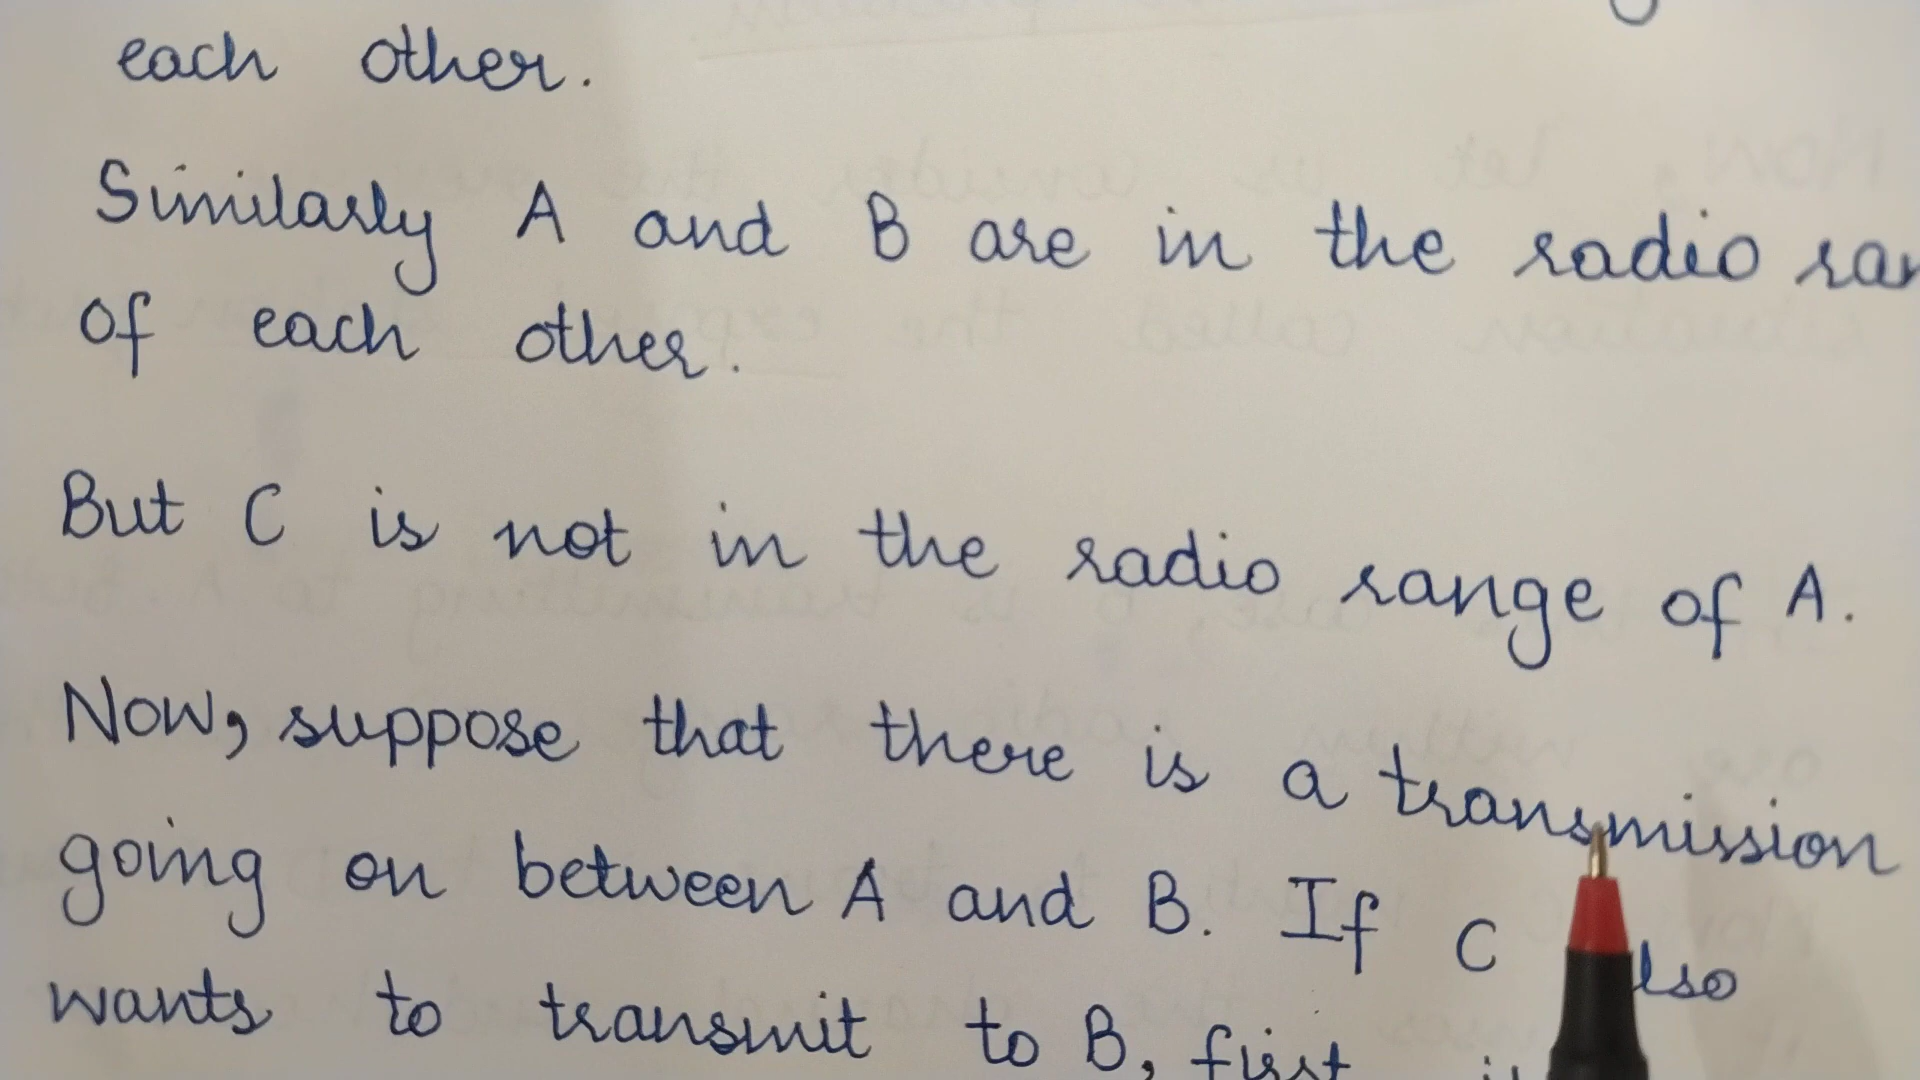 each other.
Similarly A and B are in the radio
of each other.
But C is not in the radio range of A.
Now, suppose that there is a transmission
going on between A and B. If C
wants to transmit to B, first